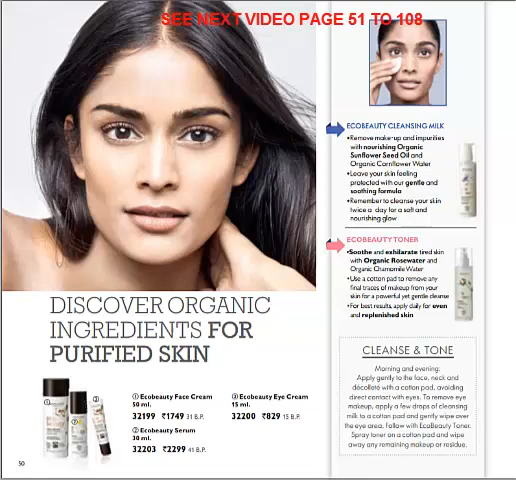 SEE NEXT VIDEO PAGE 51 TO 108
ECOBEAUTY CLEANSING MILK
•Remove make-up and impurities
with nourishing Organic
Sunflower Seed Oil and
Organic Cornflower Water
•Leave your skin feeling
protected with our gentle and
soothing formula
•Remember to cleanse your skin
twice a day for a soft and
nourishing glow
ECOBEAUTY TONER
•Soothe and exhilarate tired skin
with Organic Rosewater and
Organic Chamomile Water
•Use a cotton pad to remove any
final traces of makeup from your
skin for a powerful yet gentle cleanse
•For best results, apply daily for even
and replenished skin
DISCOVER ORGANIC
INGREDIENTS FOR
PURIFIED SKIN
CLEANSE & TONE
Morning and evening:
Apply gently to the face, neck and
décolleté with a cotton pad, avoiding
direct contact with eyes. To remove eye
makeup, apply a few drops of cleansing
milk to a cotton pad and gently wipe over
the eye area. Follow with EcoBeauty Toner.
Spray toner on a cotton pad and wipe
away any remaining makeup or residue.
① Ecobeauty Face Cream
50 ml.
32199 ₹1749 31 B.P.
② Ecobeauty Serum
30 ml.
32203 ₹2299 41 B.P.
③ Ecobeauty Eye Cream
15 ml.
32200 ₹829 15 B.P.
50